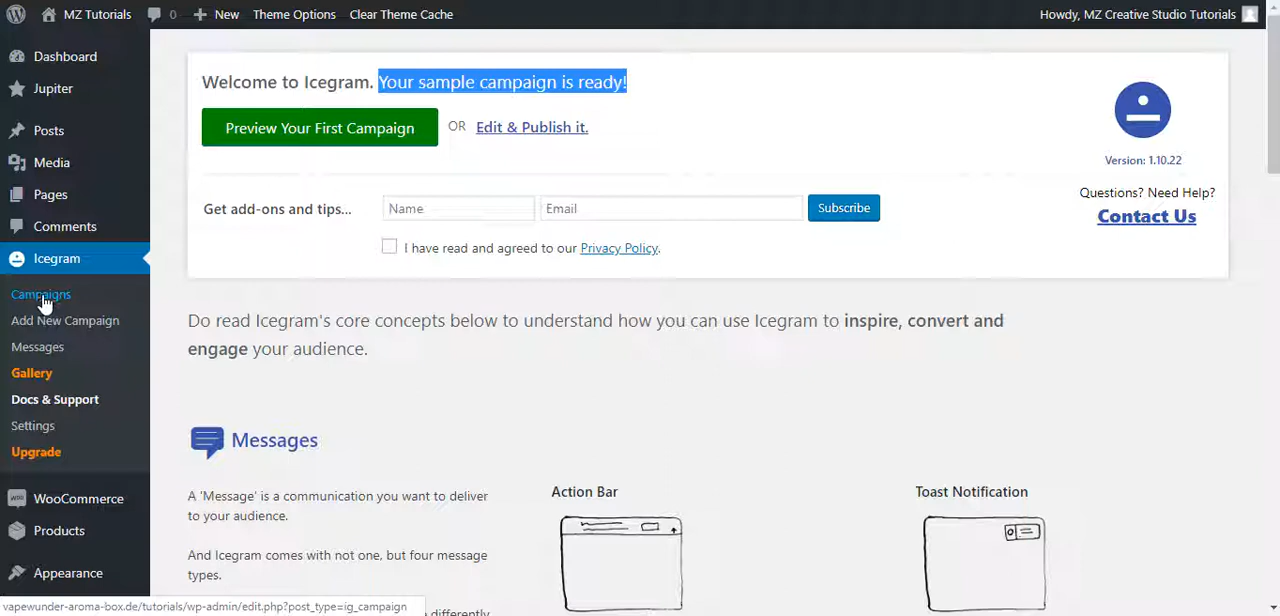 MZ Tutorials
0
New
Theme Options
Clear Theme Cache
Howdy, MZ Creative Studio Tutorials
Dashboard
Jupiter
Posts
Media
Pages
Comments
Icegram
Campaigns
Add New Campaign
Messages
Gallery
Docs & Support
Settings
Upgrade
WooCommerce
Products
Appearance
Welcome to Icegram. Your sample campaign is ready!
Preview Your First Campaign
OR
Edit & Publish it.
Version: 1.10.22
Questions? Need Help?
Contact Us
Get add-ons and tips...
Name
Email
Subscribe
I have read and agreed to our Privacy Policy.
Do read Icegram's core concepts below to understand how you can use Icegram to inspire, convert and
engage your audience.
Messages
A 'Message' is a communication you want to deliver
to your audience.
And Icegram comes with not one, but four message
types.
differently
Action Bar
Toast Notification
vapewunder-aroma-box.de/tutorials/wp-admin/edit.php?post_type=ig_campaign